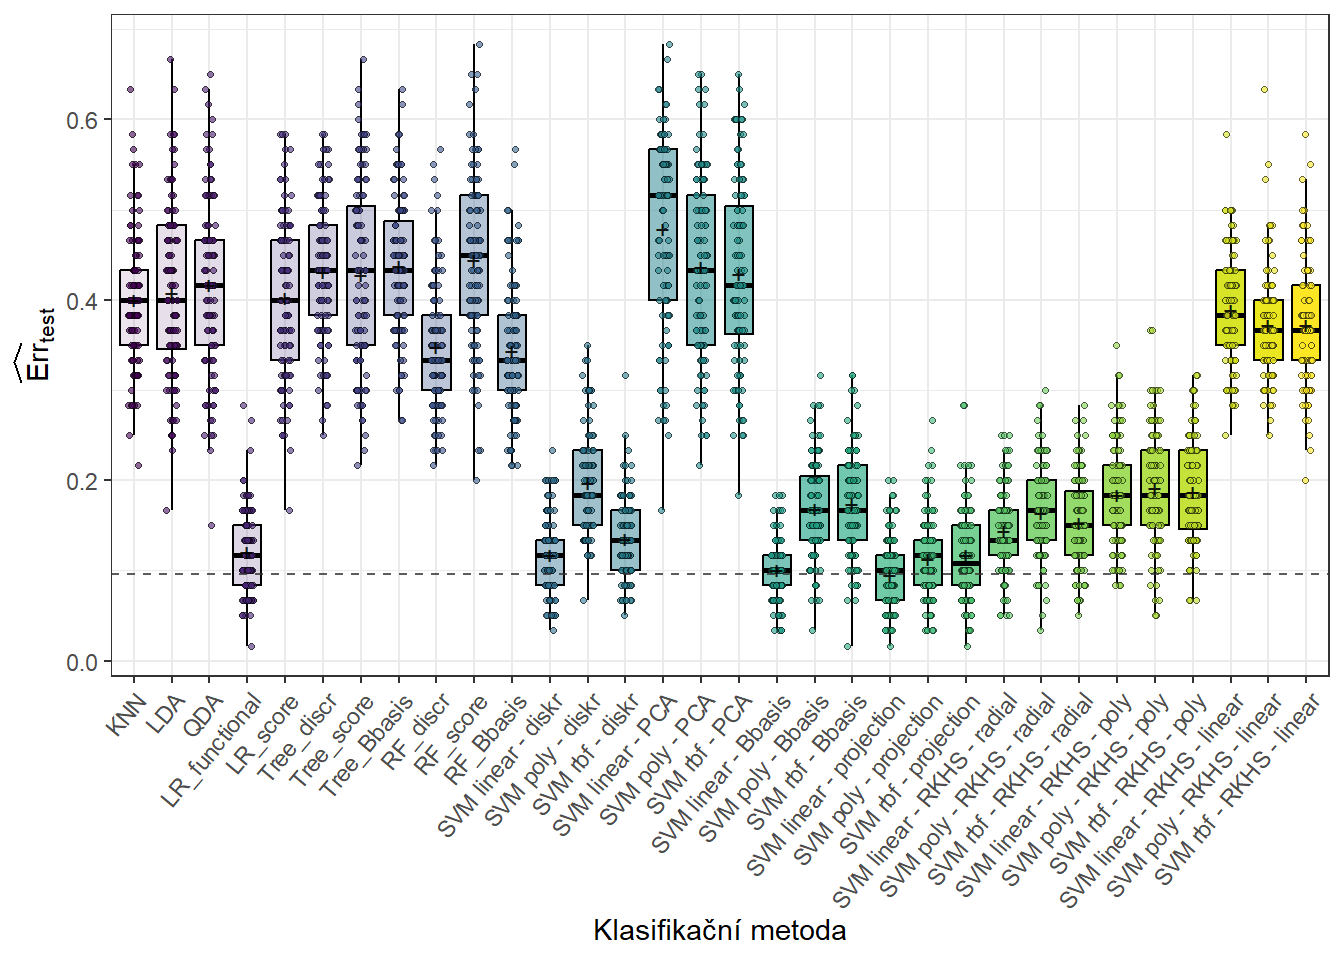 0.6
0.4
0.2
0.0
Err_test
KNN
LDA
QDA
LR_functional
LR_score
Tree_discr
Tree_score
Tree_Bbasis
RF_discr
RF_score
RF_Bbasis
SVM linear - diskr
SVM poly - diskr
SVM rbf - diskr
SVM linear - PCA
SVM poly - PCA
SVM rbf - PCA
SVM linear - Bbasis
SVM poly - Bbasis
SVM rbf - Bbasis
SVM linear - projection
SVM poly - projection
SVM rbf - projection
SVM linear - RKHS - radial
SVM poly - RKHS - radial
SVM rbf - RKHS - radial
SVM linear - RKHS - poly
SVM poly - RKHS - poly
SVM rbf - RKHS - poly
SVM linear - RKHS - linear
SVM poly - RKHS - linear
SVM rbf - RKHS - linear
Klasifikační metoda